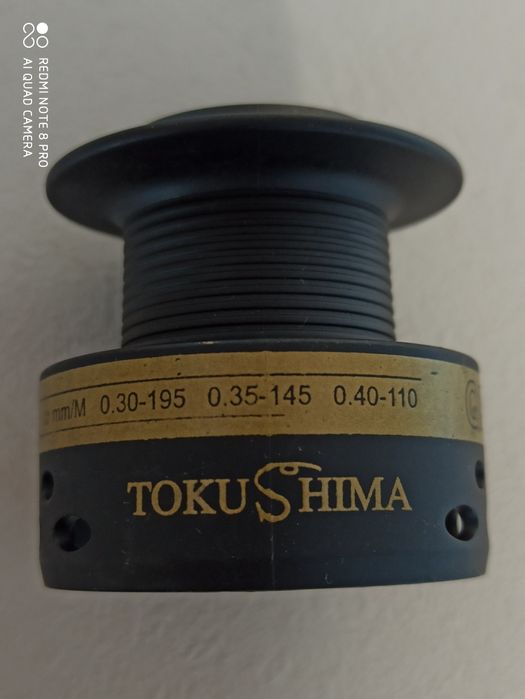 REDMI NOTE 8 PRO
AI QUAD CAMERA
mm/M 0.30-195 0.35-145 0.40-110
TOKUSHIMA